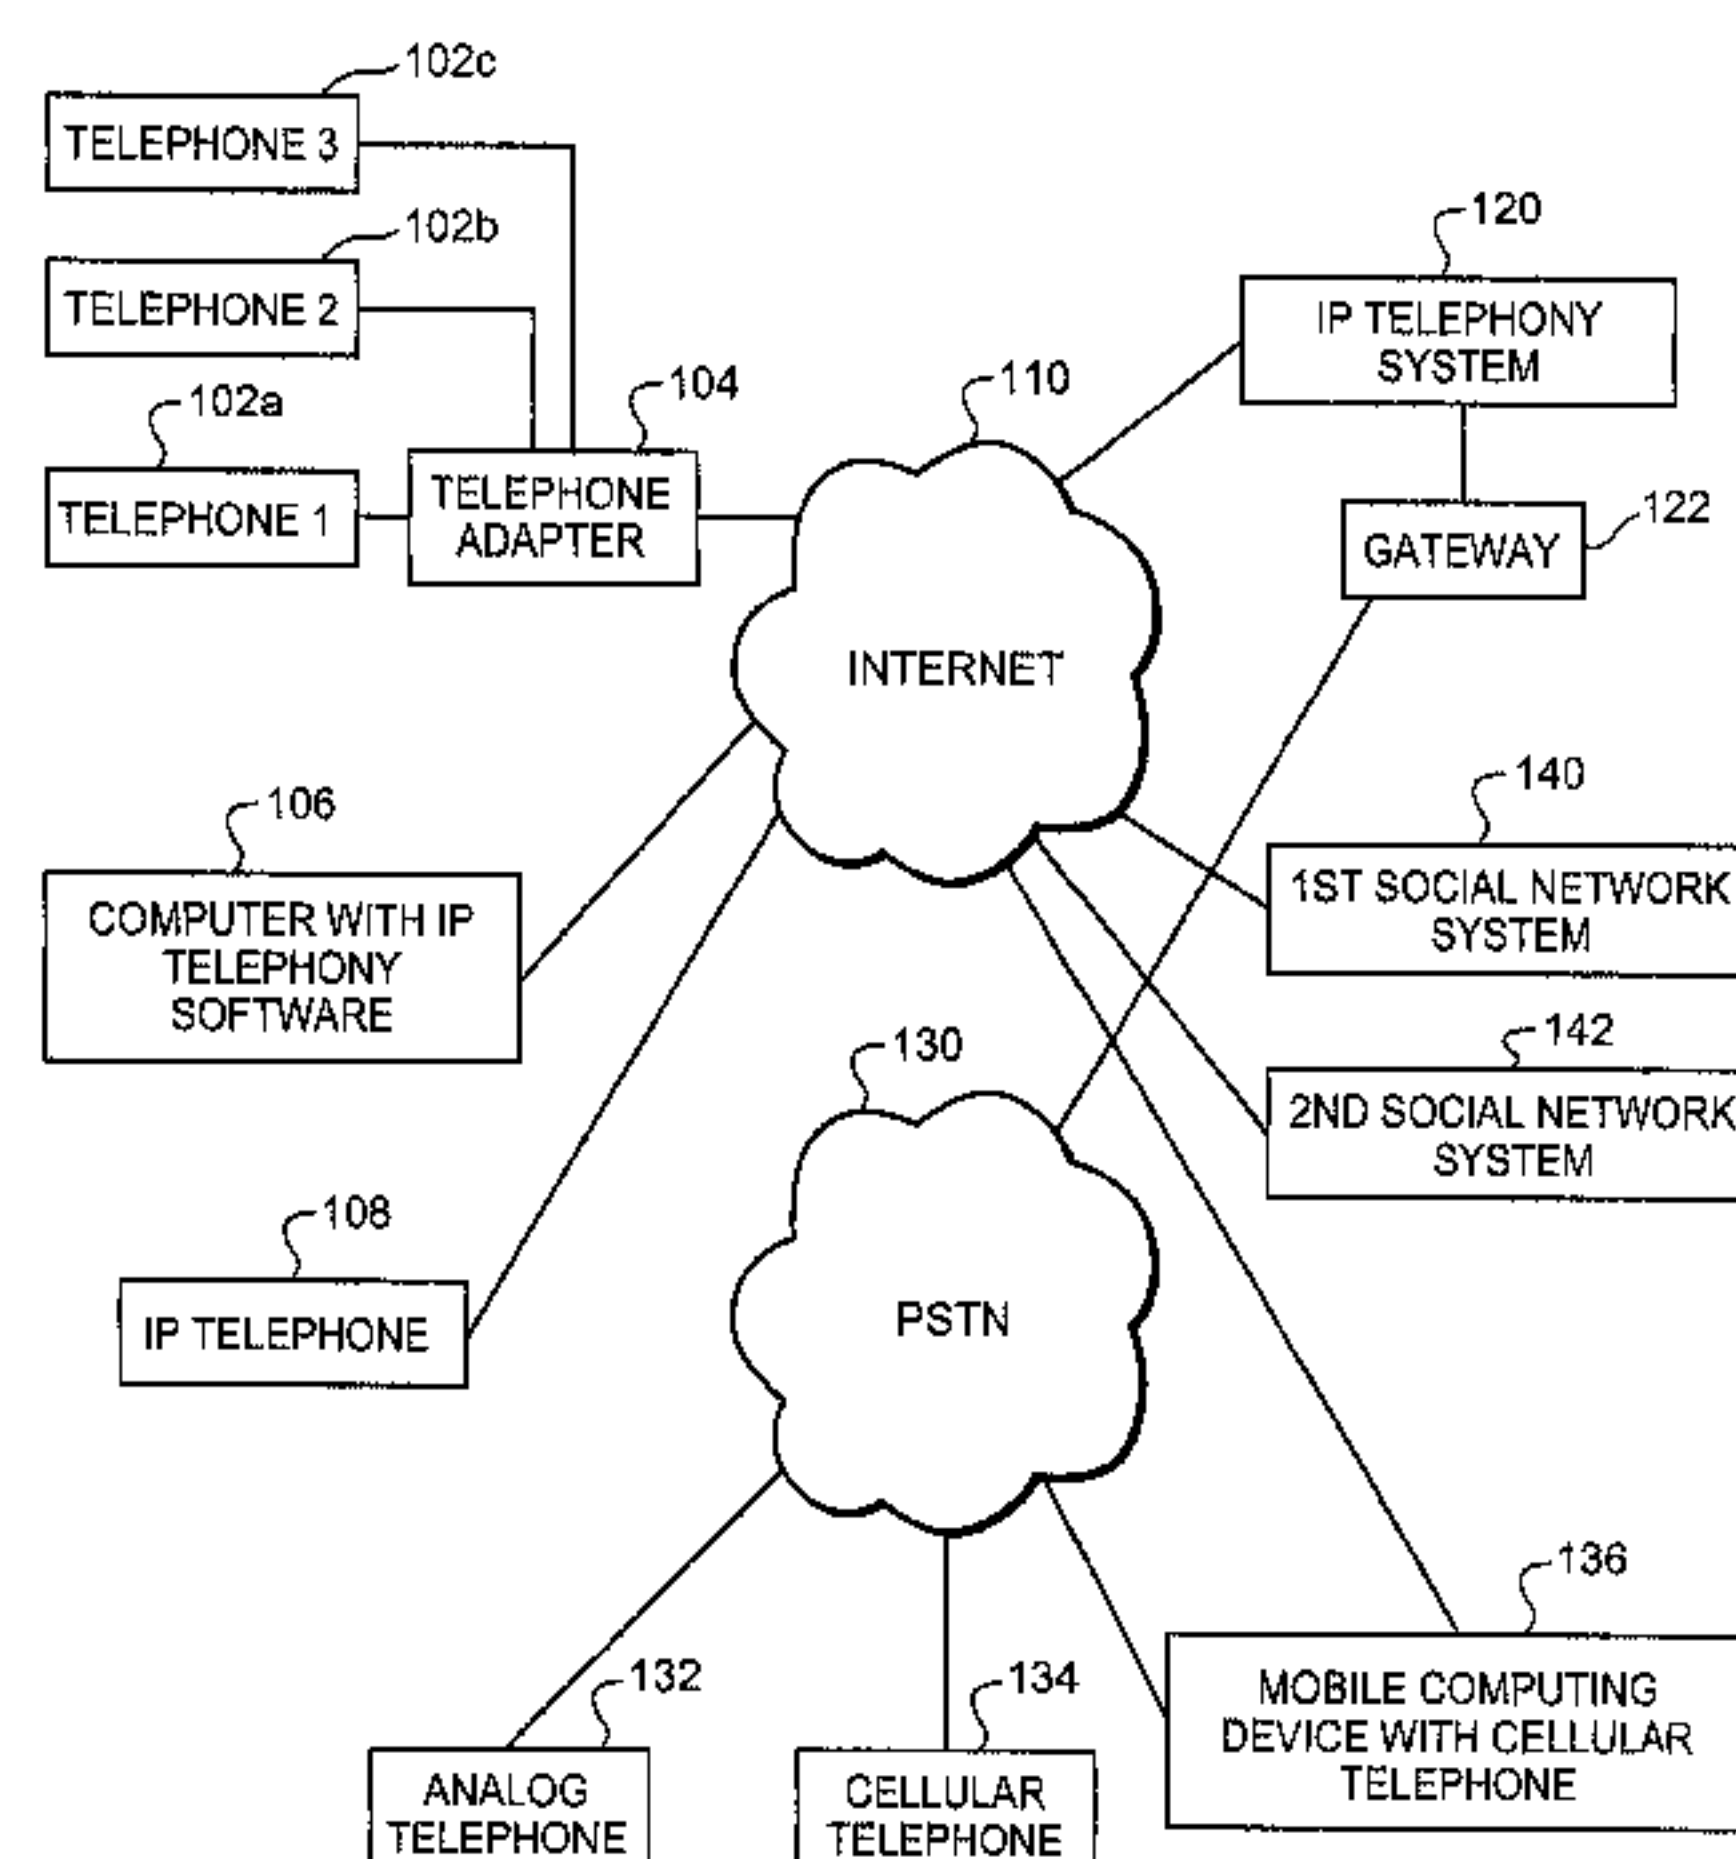 102c
TELEPHONE 3
102b
TELEPHONE 2
102a
TELEPHONE 1
104
TELEPHONE
ADAPTER
110
INTERNET
120
IP TELEPHONY
SYSTEM
122
GATEWAY
106
COMPUTER WITH IP
TELEPHONY
SOFTWARE
140
1ST SOCIAL NETWORK
SYSTEM
142
2ND SOCIAL NETWORK
SYSTEM
108
IP TELEPHONE
130
PSTN
132
ANALOG
TELEPHONE
134
CELLULAR
TELEPHONE
136
MOBILE COMPUTING
DEVICE WITH CELLULAR
TELEPHONE